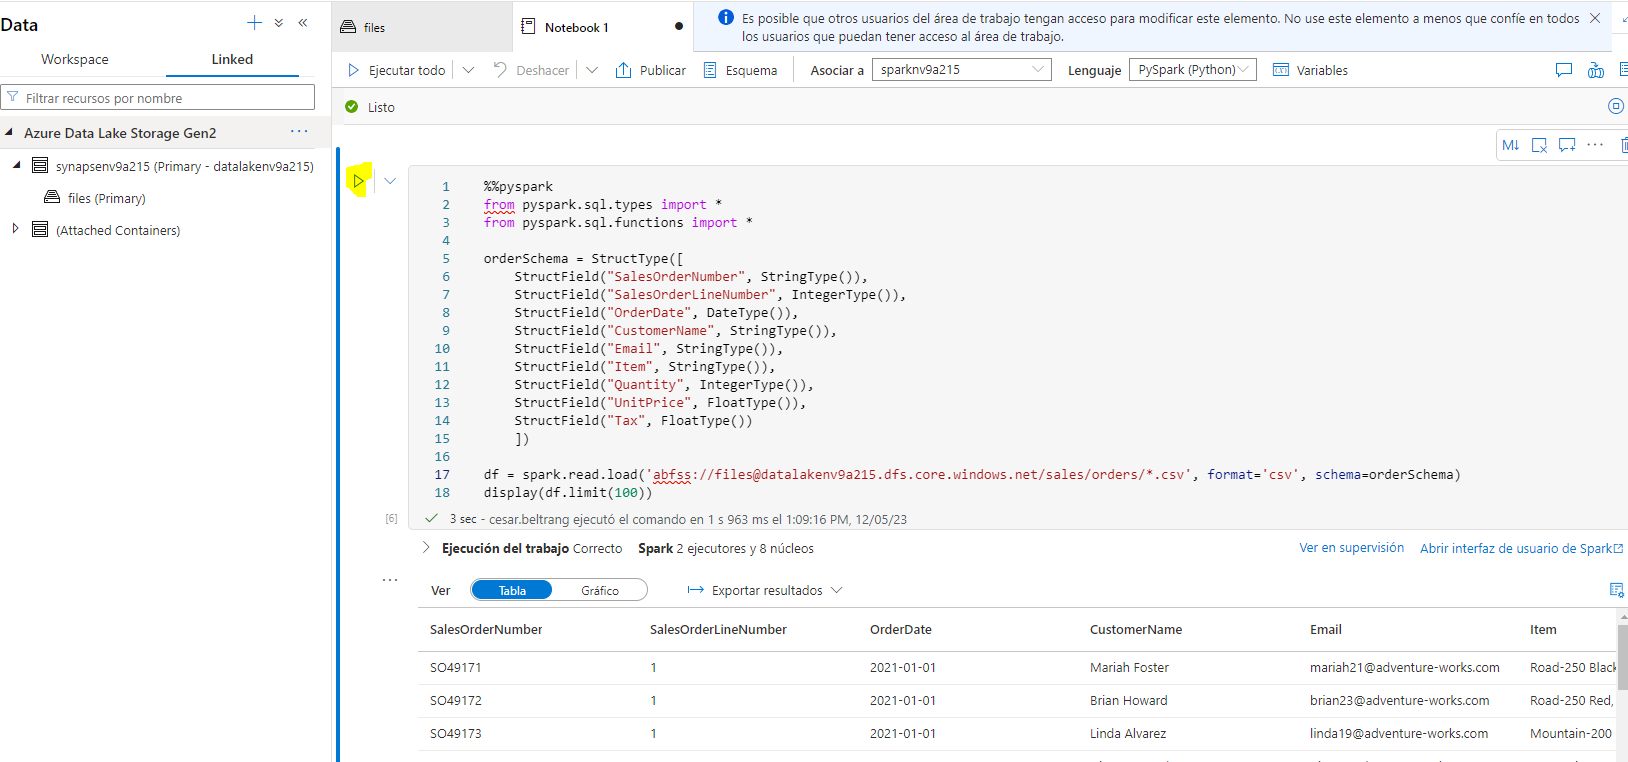 Data
Workspace
Linked
Filtrar recursos por nombre
Azure Data Lake Storage Gen2
synapsenv9a215 (Primary - datalakenv9a215)
files (Primary)
(Attached Containers)
files
Notebook 1
Es posible que otros usuarios del área de trabajo tengan acceso para modificar este elemento. No use este elemento a menos que confíe en todos
los usuarios que puedan tener acceso al área de trabajo.
Ejecutar todo
Deshacer
Publicar
Esquema
Asociar a
sparknv9a215
Lenguaje
PySpark (Python)
Variables
Listo
M↓
1 %%pyspark
2 from pyspark.sql.types import *
3 from pyspark.sql.functions import *
4
5 orderSchema = StructType([
6     StructField("SalesOrderNumber", StringType()),
7     StructField("SalesOrderLineNumber", IntegerType()),
8     StructField("OrderDate", DateType()),
9     StructField("CustomerName", StringType()),
10     StructField("Email", StringType()),
11     StructField("Item", StringType()),
12     StructField("Quantity", IntegerType()),
13     StructField("UnitPrice", FloatType()),
14     StructField("Tax", FloatType())
15     ])
16
17 df = spark.read.load('abfss://files@datalakenv9a215.dfs.core.windows.net/sales/orders/*.csv', format='csv', schema=orderSchema)
18 display(df.limit(100))
[6] 3 sec - cesar.beltrang ejecutó el comando en 1 s 963 ms el 1:09:16 PM, 12/05/23
Ejecución del trabajo Correcto Spark 2 ejecutores y 8 núcleos
Ver en supervisión
Abrir interfaz de usuario de Spark
Ver
Tabla
Gráfico
Exportar resultados
SalesOrderNumber SalesOrderLineNumber OrderDate CustomerName Email Item
SO49171 1 2021-01-01 Mariah Foster mariah21@adventure-works.com Road-250 Black
SO49172 1 2021-01-01 Brian Howard brian23@adventure-works.com Road-250 Red,
SO49173 1 2021-01-01 Linda Alvarez linda19@adventure-works.com Mountain-200